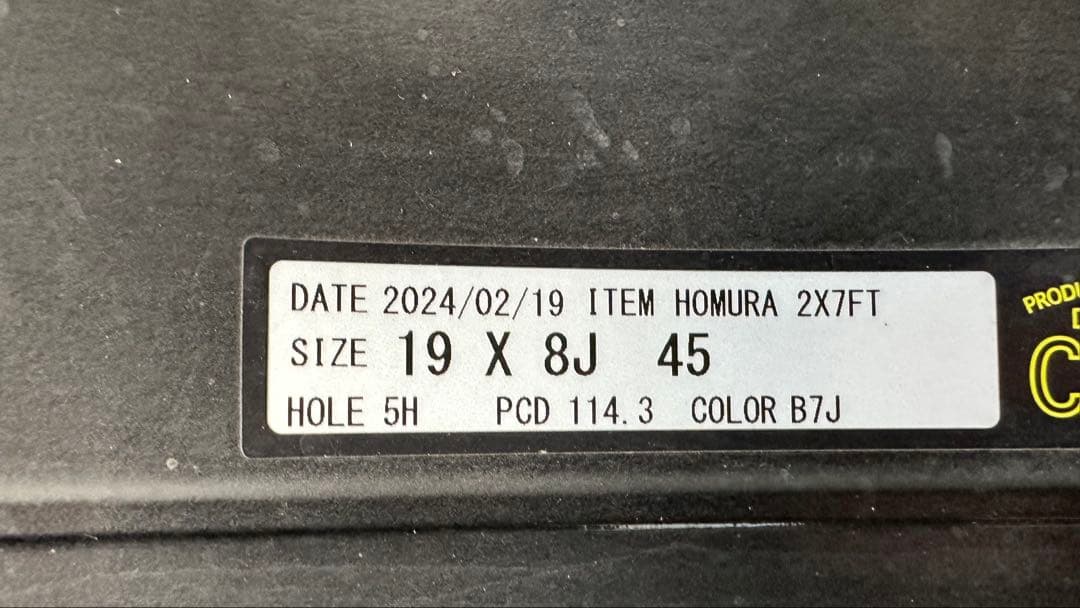 DATE 2024/02/19 ITEM HOMURA 2X7FT
SIZE 19 X 8J 45
HOLE 5H PCD 114.3 COLOR B7J